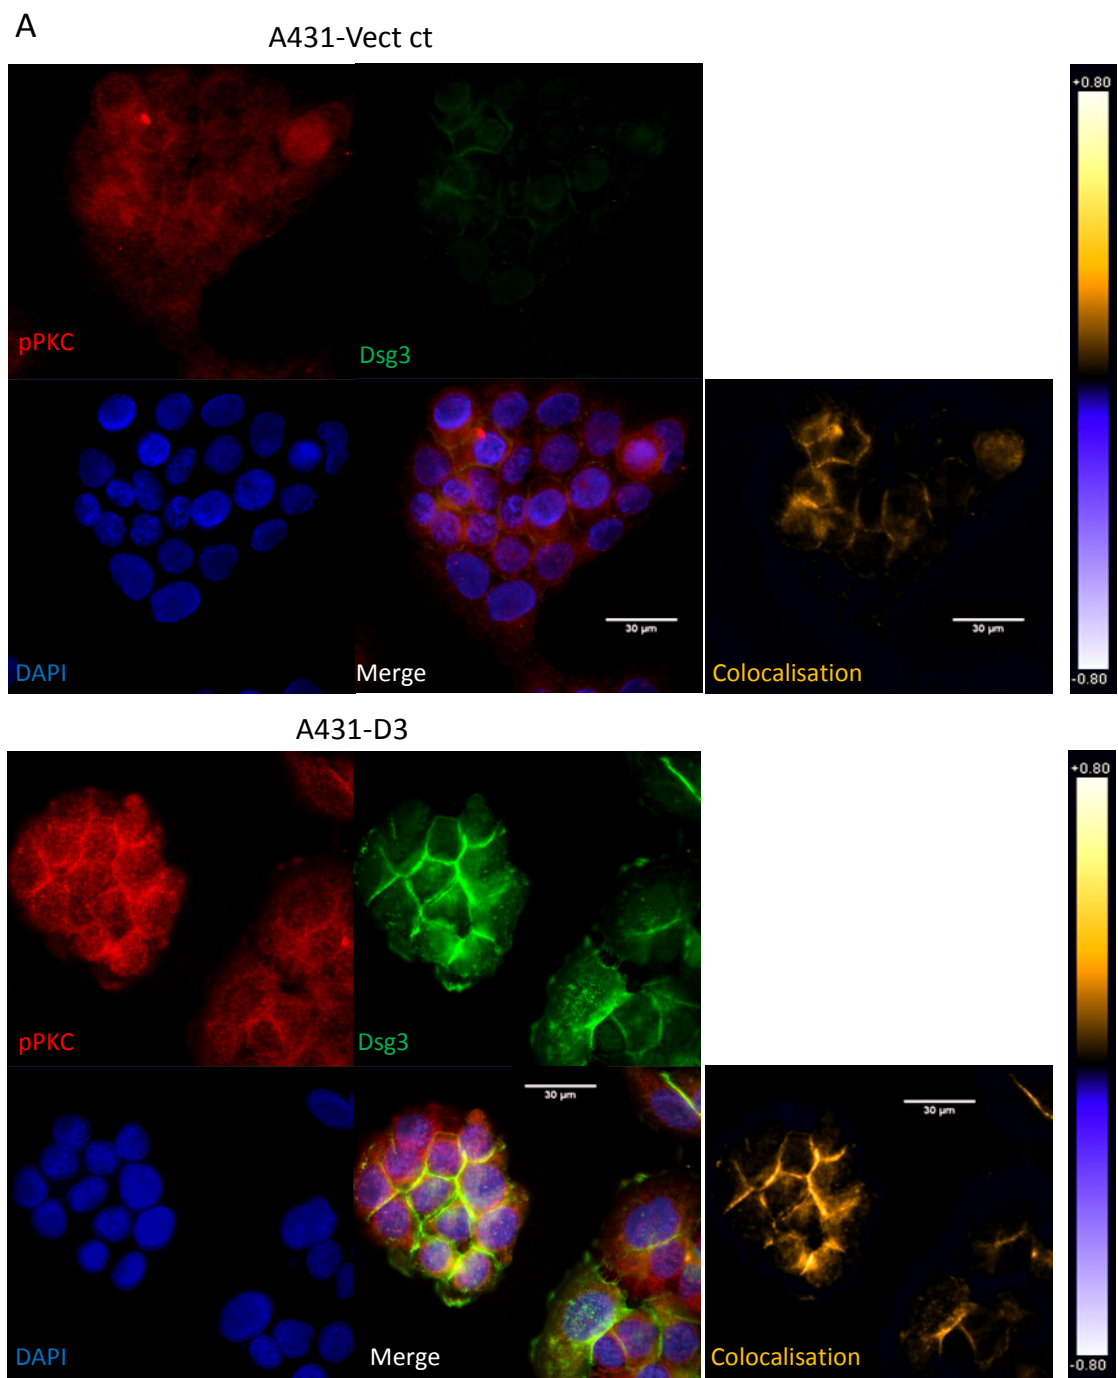 A
A431-Vect ct
+0.80
pPKC
Dsg3
30 µm
30 µm
DAPI
Merge
Colocalisation
-0.80
A431-D3
+0.80
pPKC
Dsg3
30 µm
30 µm
DAPI
Merge
Colocalisation
-0.80